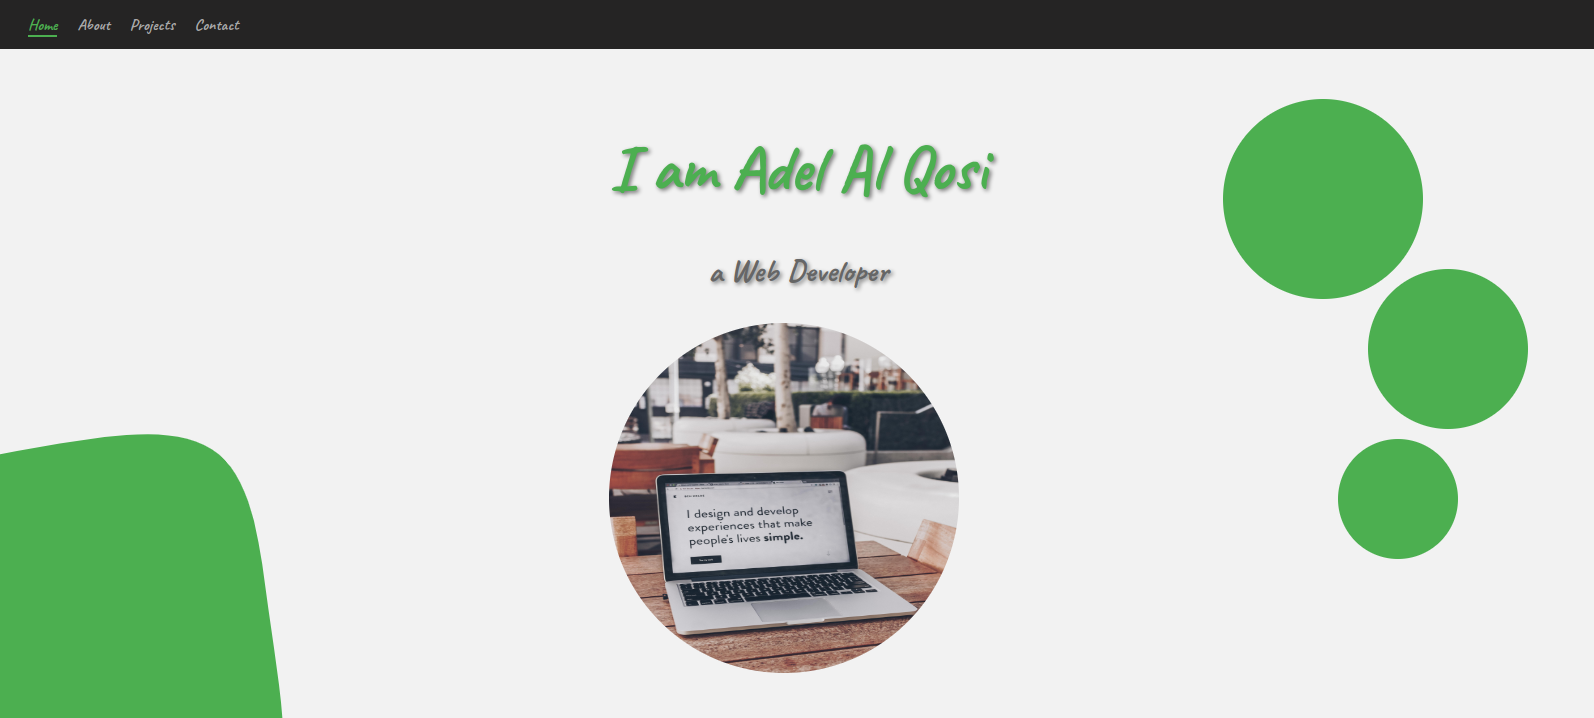 Home About Projects Contact
I am Adel Al Qosi
a Web Developer
I design and develop
experiences that make
people's lives simple.